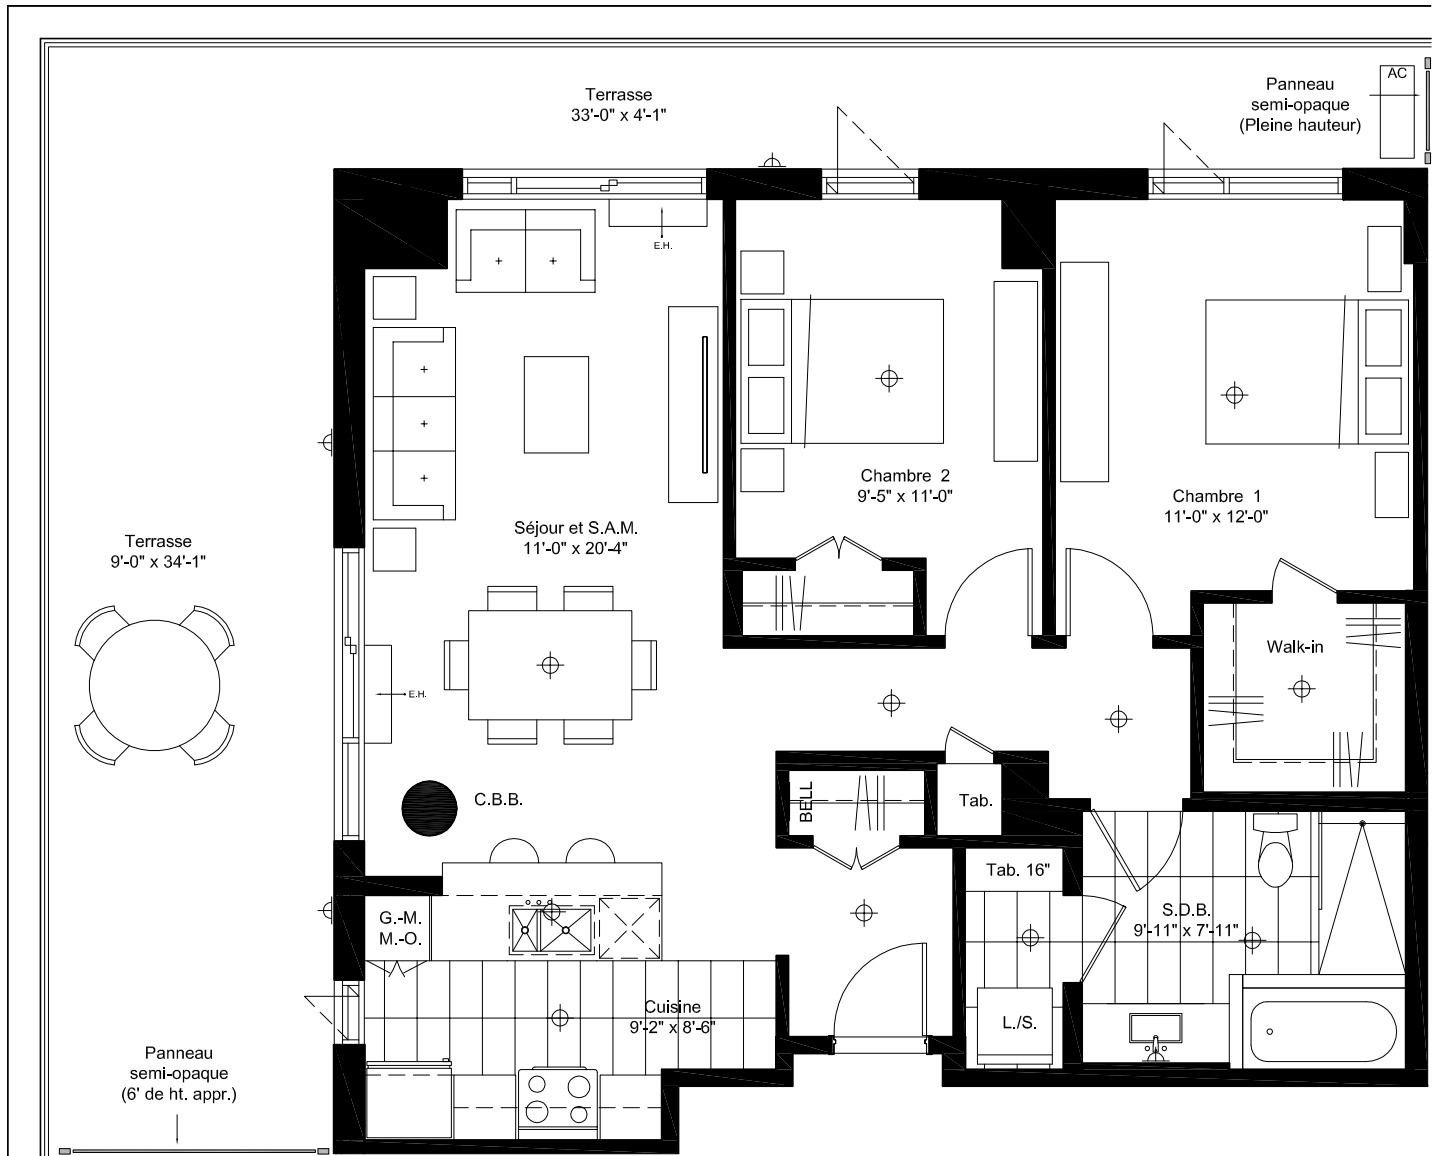 Terrasse
33'-0" x 4'-1"
Panneau
semi-opaque
(Pleine hauteur)
AC
E.H.
Chambre 2
9'-5" x 11'-0"
Chambre 1
11'-0" x 12'-0"
Séjour et S.A.M.
11'-0" x 20'-4"
Terrasse
9'-0" x 34'-1"
Walk-in
E.H.
C.B.B.
BELL
Tab.
Tab. 16"
G.-M.
M.-O.
S.D.B.
9'-11" x 7'-11"
Cuisine
9'-2" x 8'-6"
L./S.
Panneau
semi-opaque
(6' de ht. appr.)